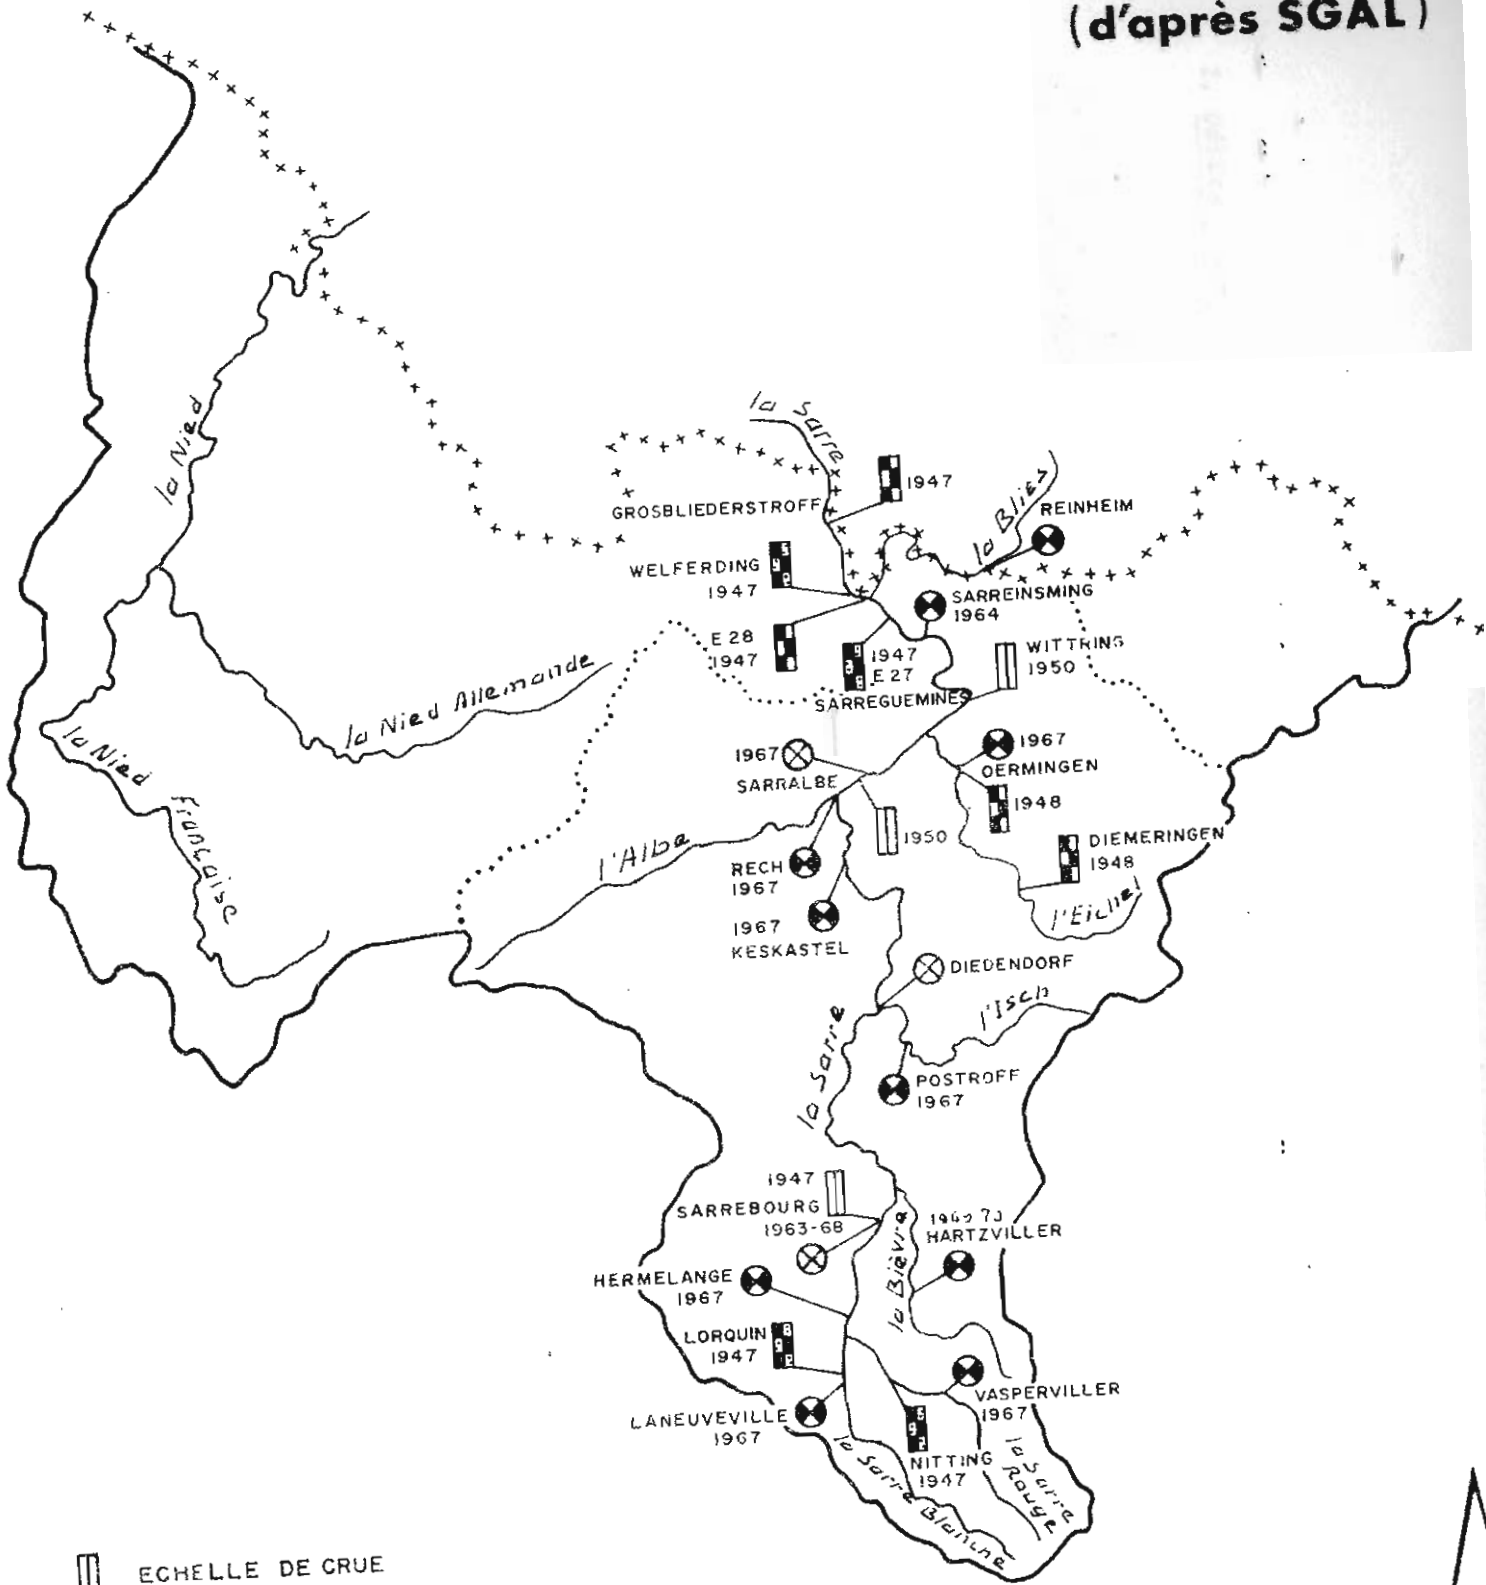 (d'après SGAL)
la Sarre
1947
GROSBLIEDERSTROFF
la Blies
REINHEIM
la Nied
WELFERDING
1947
SARREINSMING
1964
E 28
1947
1947
E 27
SARREGUEMINES
WITTRING
1950
la Nied Allemande
la Nied
Française
1967
SARRALBE
1967
OERMINGEN
1948
1950
DIEMERINGEN
1948
l'Albe
RECH
1967
1967
KESKASTEL
l'Eichel
DIEDENDORF
l'Isch
la Sarre
POSTROFF
1967
1947
SARREBOURG
1963-68
la Bièvre
HARTZVILLER
HERMELANGE
1967
LORQUIN
1947
VASPERVILLER
1967
LANEUVEVILLE
1967
NITTING
1947
la Sarre
Rouge
la Sarre Blanche
ECHELLE DE CRUE